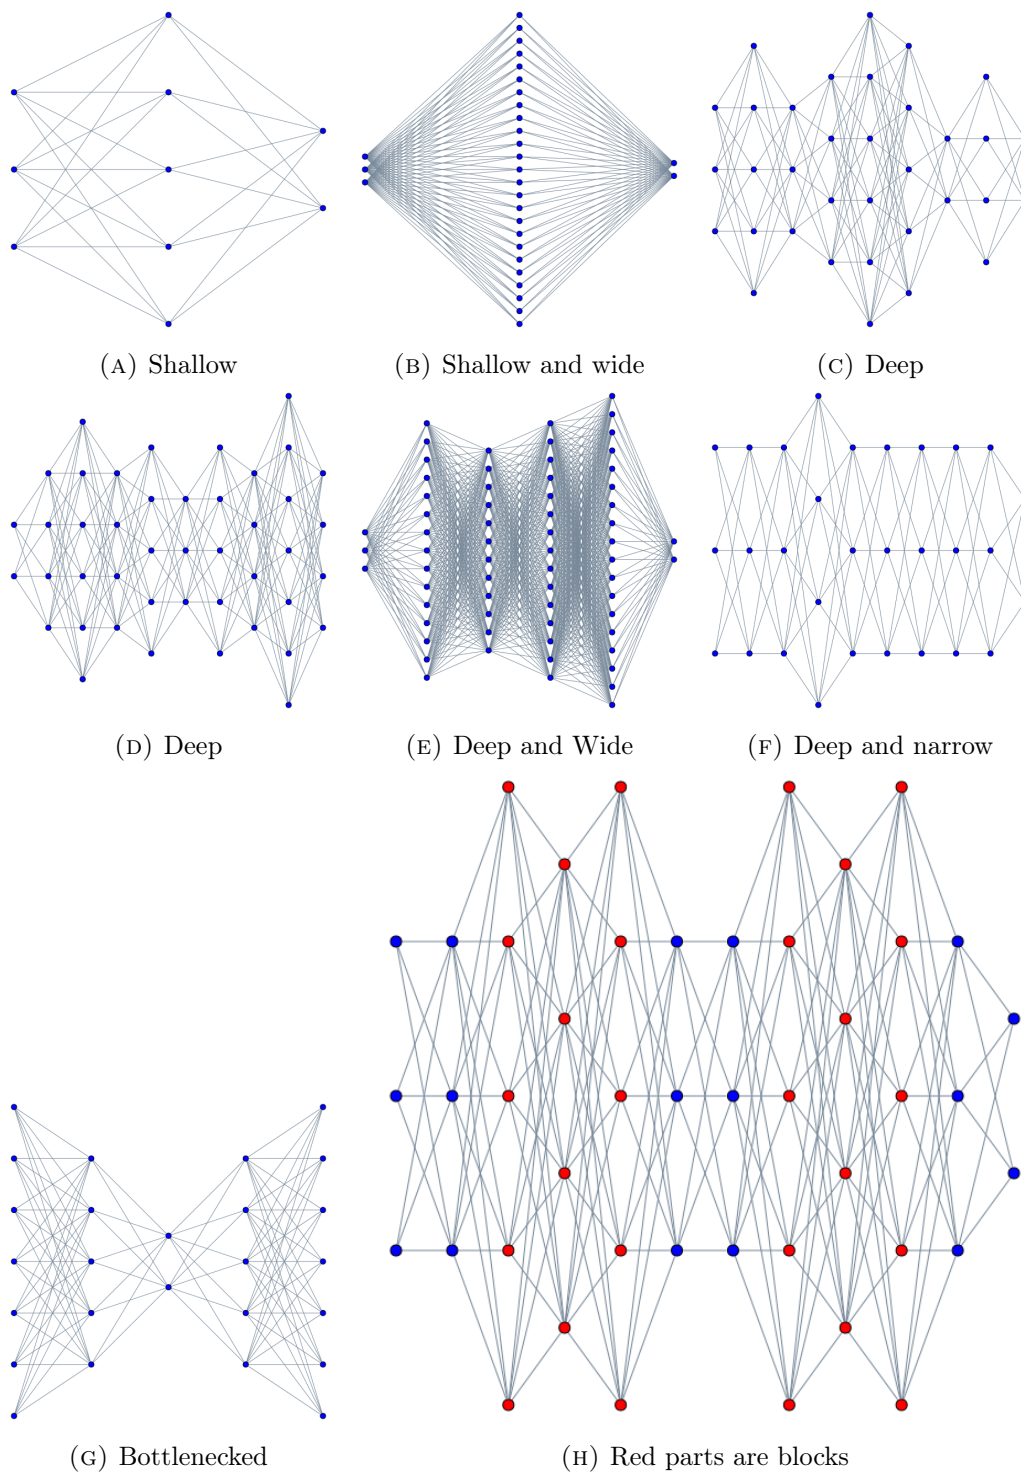 (A) Shallow
(B) Shallow and wide
(C) Deep
(D) Deep
(E) Deep and Wide
(F) Deep and narrow
(G) Bottlenecked
(H) Red parts are blocks